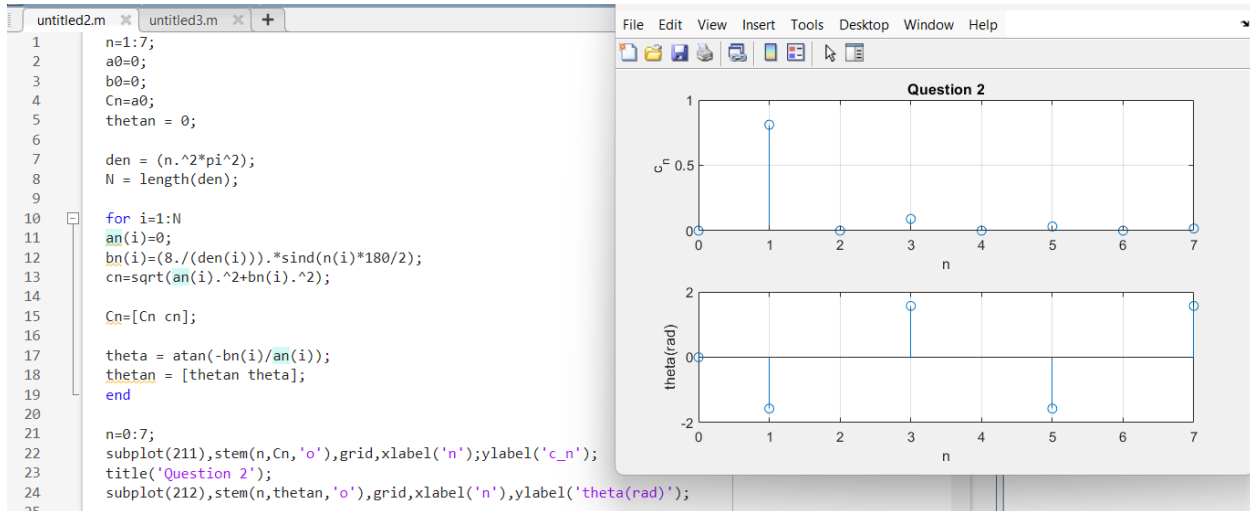 untitled2.m × untitled3.m × +
1 n=1:7;
2 a0=0;
3 b0=0;
4 Cn=a0;
5 thetan = 0;
6
7 den = (n.^2*pi^2);
8 N = length(den);
9
10 for i=1:N
11 an(i)=0;
12 bn(i)=(8./(den(i))).*sind(n(i)*180/2);
13 cn=sqrt(an(i).^2+bn(i).^2);
14
15 Cn=[Cn cn];
16
17 theta = atan(-bn(i)/an(i));
18 thetan = [thetan theta];
19 end
20
21 n=0:7;
22 subplot(211),stem(n,Cn,'o'),grid,xlabel('n');ylabel('c_n');
23 title('Question 2');
24 subplot(212),stem(n,thetan,'o'),grid,xlabel('n'),ylabel('theta(rad)');
25
File Edit View Insert Tools Desktop Window Help
Question 2
1
0.5
0
c_n
0 1 2 3 4 5 6 7
n
2
0
-2
theta(rad)
0 1 2 3 4 5 6 7
n